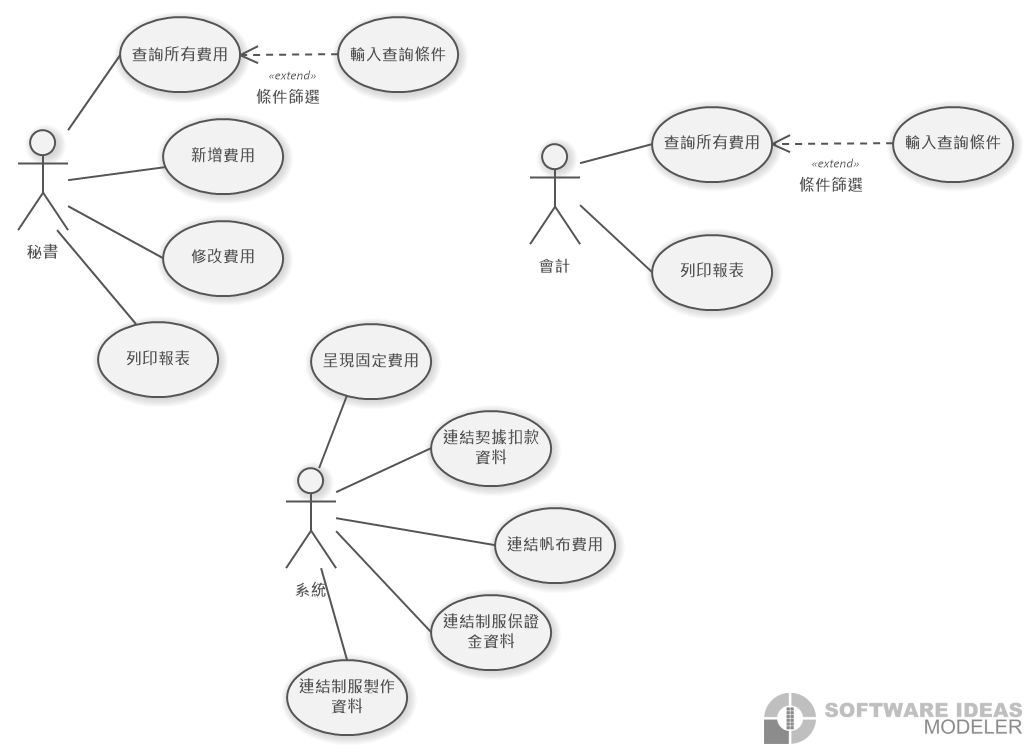 查詢所有費用
輸入查詢條件
«extend»
條件篩選
新增費用
修改費用
列印報表
秘書
查詢所有費用
輸入查詢條件
«extend»
條件篩選
列印報表
會計
呈現固定費用
連結契據扣款
資料
連結帆布費用
連結制服保證
金資料
連結制服製作
資料
系統
SOFTWARE IDEAS
MODELER